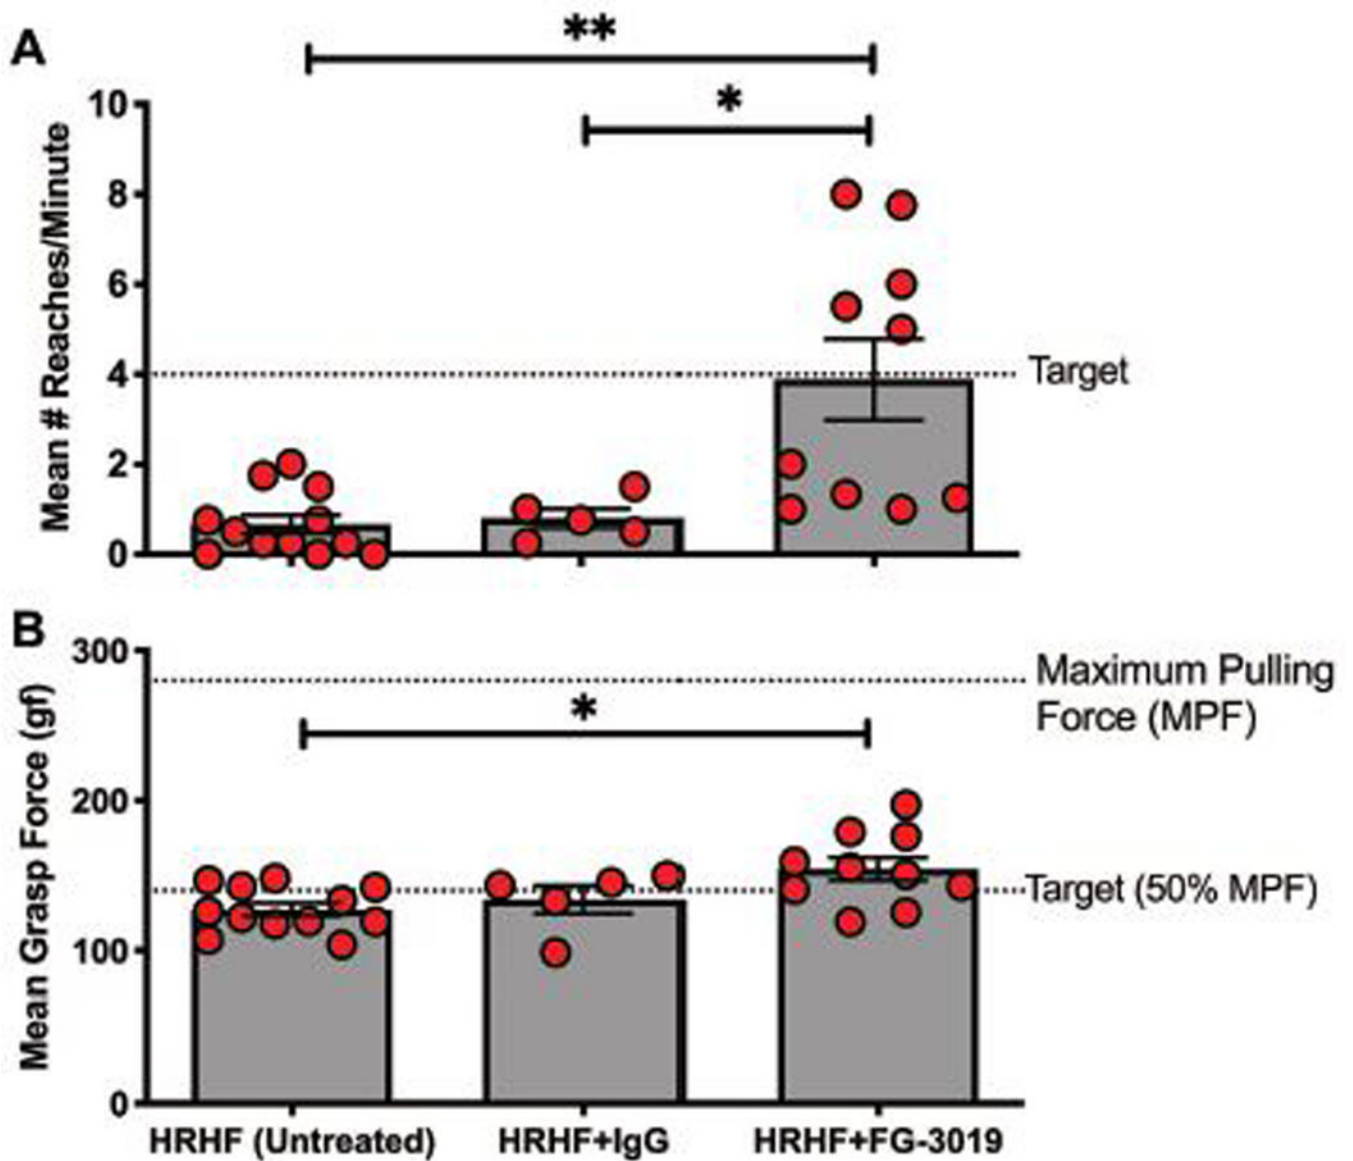 A
**
*
10
8
6
4
2
0
Mean # Reaches/Minute
Target
B
300
200
100
0
Mean Grasp Force (gf)
*
Maximum Pulling
Force (MPF)
Target (50% MPF)
HRHF (Untreated)
HRHF+IgG
HRHF+FG-3019